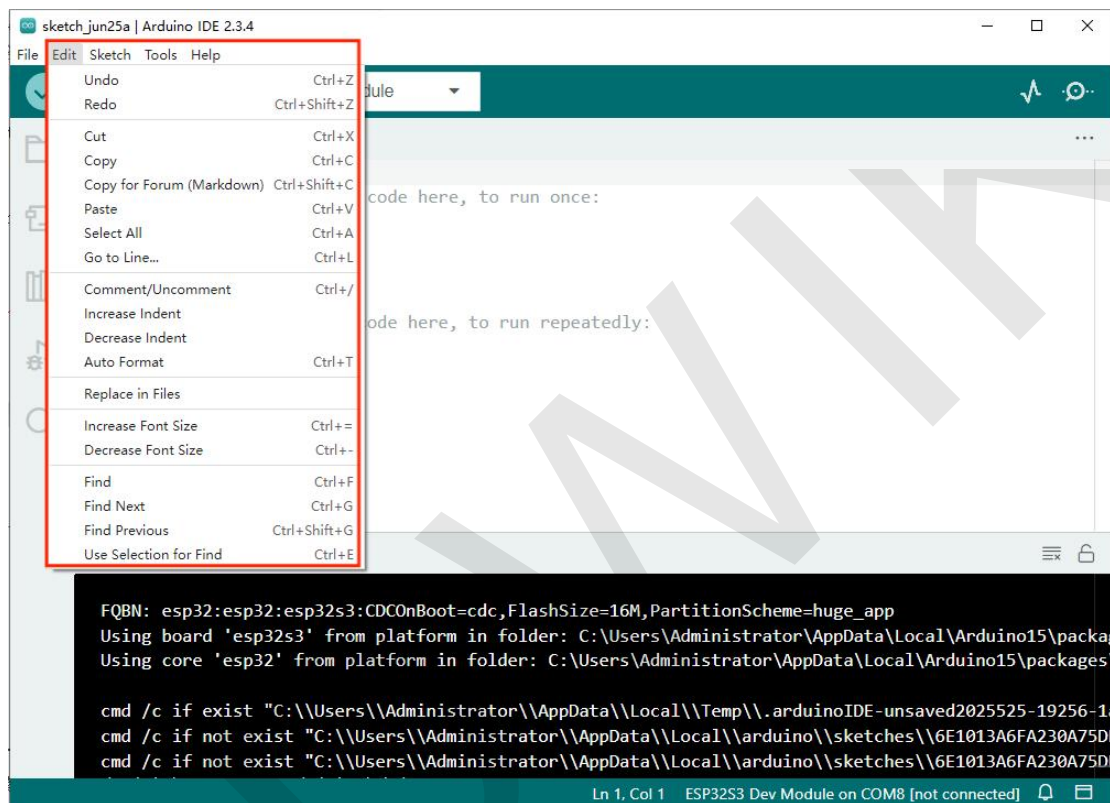 sketch_jun25a | Arduino IDE 2.3.4
File Edit Sketch Tools Help
dule
Undo Ctrl+Z
Redo Ctrl+Shift+Z
Cut Ctrl+X
Copy Ctrl+C
Copy for Forum (Markdown) Ctrl+Shift+C
Paste Ctrl+V
Select All Ctrl+A
Go to Line... Ctrl+L
Comment/Uncomment Ctrl+/
Increase Indent
Decrease Indent
Auto Format Ctrl+T
Replace in Files
Increase Font Size Ctrl+=
Decrease Font Size Ctrl+-
Find Ctrl+F
Find Next Ctrl+G
Find Previous Ctrl+Shift+G
Use Selection for Find Ctrl+E
code here, to run once:
ode here, to run repeatedly:
FQBN: esp32:esp32:esp32s3:CDCOnBoot=cdc,FlashSize=16M,PartitionScheme=huge_app
Using board 'esp32s3' from platform in folder: C:\Users\Administrator\AppData\Local\Arduino15\packa
Using core 'esp32' from platform in folder: C:\Users\Administrator\AppData\Local\Arduino15\packages
cmd /c if exist "C:\\Users\\Administrator\\AppData\\Local\\Temp\\.arduinoIDE-unsaved2025525-19256-1
cmd /c if not exist "C:\\Users\\Administrator\\AppData\\Local\\arduino\\sketches\\6E1013A6FA230A75D
cmd /c if not exist "C:\\Users\\Administrator\\AppData\\Local\\arduino\\sketches\\6E1013A6FA230A75D
Ln 1, Col 1 ESP32S3 Dev Module on COM8 [not connected]